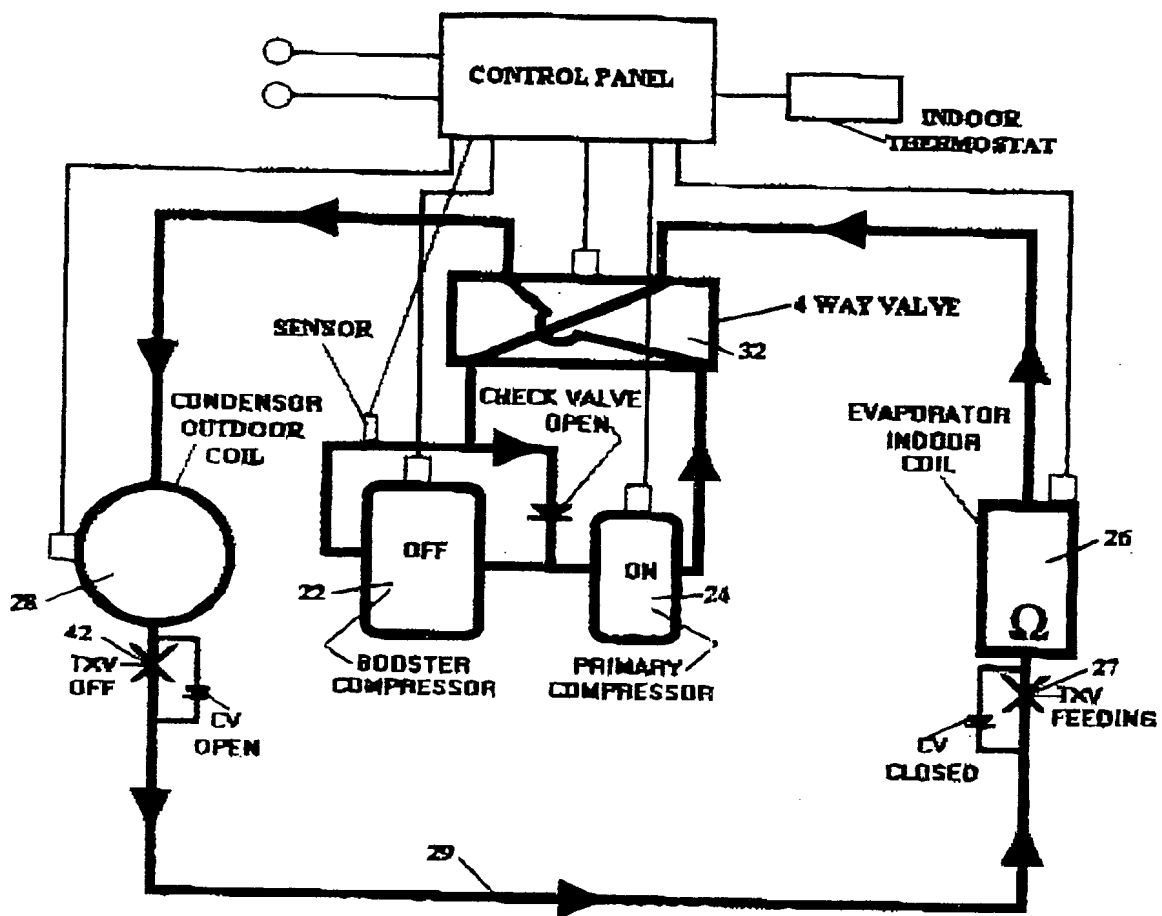 CONTROL PANEL
INDOOR
THERMOSTAT
4 WAY VALVE
32
SENSOR
CHECK VALVE
OPEN
CONDENSOR
OUTDOOR
COIL
EVAPORATOR
INDOOR
COIL
OFF
22
ON
24
26
Ω
28
42
TXV
OFF
CV
OPEN
BOODSTER
COMPRESSOR
PRIMARY
COMPRESSOR
27
TXV
FEEDING
CV
CLOSED
29